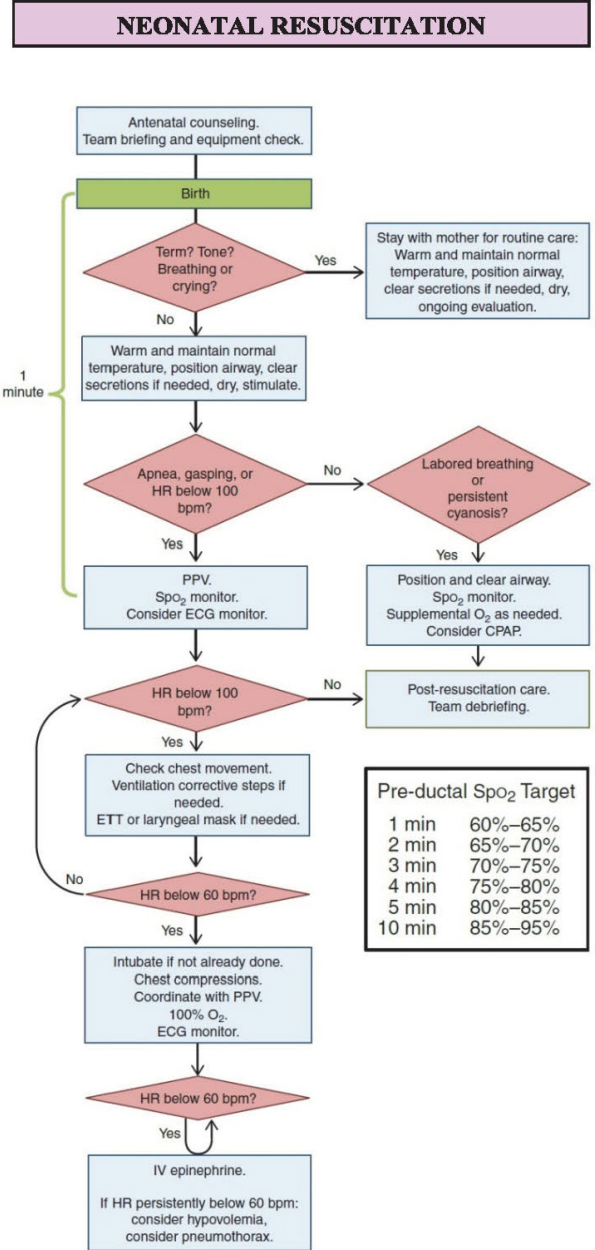 NEONATAL RESUSCITATION
Antenatal counseling.
Team briefing and equipment check.
Birth
Term? Tone?
Breathing or
crying?
Yes
Stay with mother for routine care:
Warm and maintain normal
temperature, position airway,
clear secretions if needed, dry,
ongoing evaluation.
No
Warm and maintain normal
temperature, position airway, clear
secretions if needed, dry, stimulate.
1
minute
Apnea, gasping, or
HR below 100
bpm?
No
Labored breathing
or
persistent
cyanosis?
Yes
Yes
PPV.
SpO₂ monitor.
Consider ECG monitor.
Position and clear airway.
SpO₂ monitor.
Supplemental O₂ as needed.
Consider CPAP.
HR below 100
bpm?
No
Post-resuscitation care.
Team debriefing.
Yes
Check chest movement.
Ventilation corrective steps if
needed.
ETT or laryngeal mask if needed.
Pre-ductal SpO₂ Target
1 min 60%–65%
2 min 65%–70%
3 min 70%–75%
4 min 75%–80%
5 min 80%–85%
10 min 85%–95%
No
HR below 60 bpm?
Yes
Intubate if not already done.
Chest compressions.
Coordinate with PPV.
100% O₂.
ECG monitor.
HR below 60 bpm?
Yes
IV epinephrine.
If HR persistently below 60 bpm:
consider hypovolemia,
consider pneumothorax.